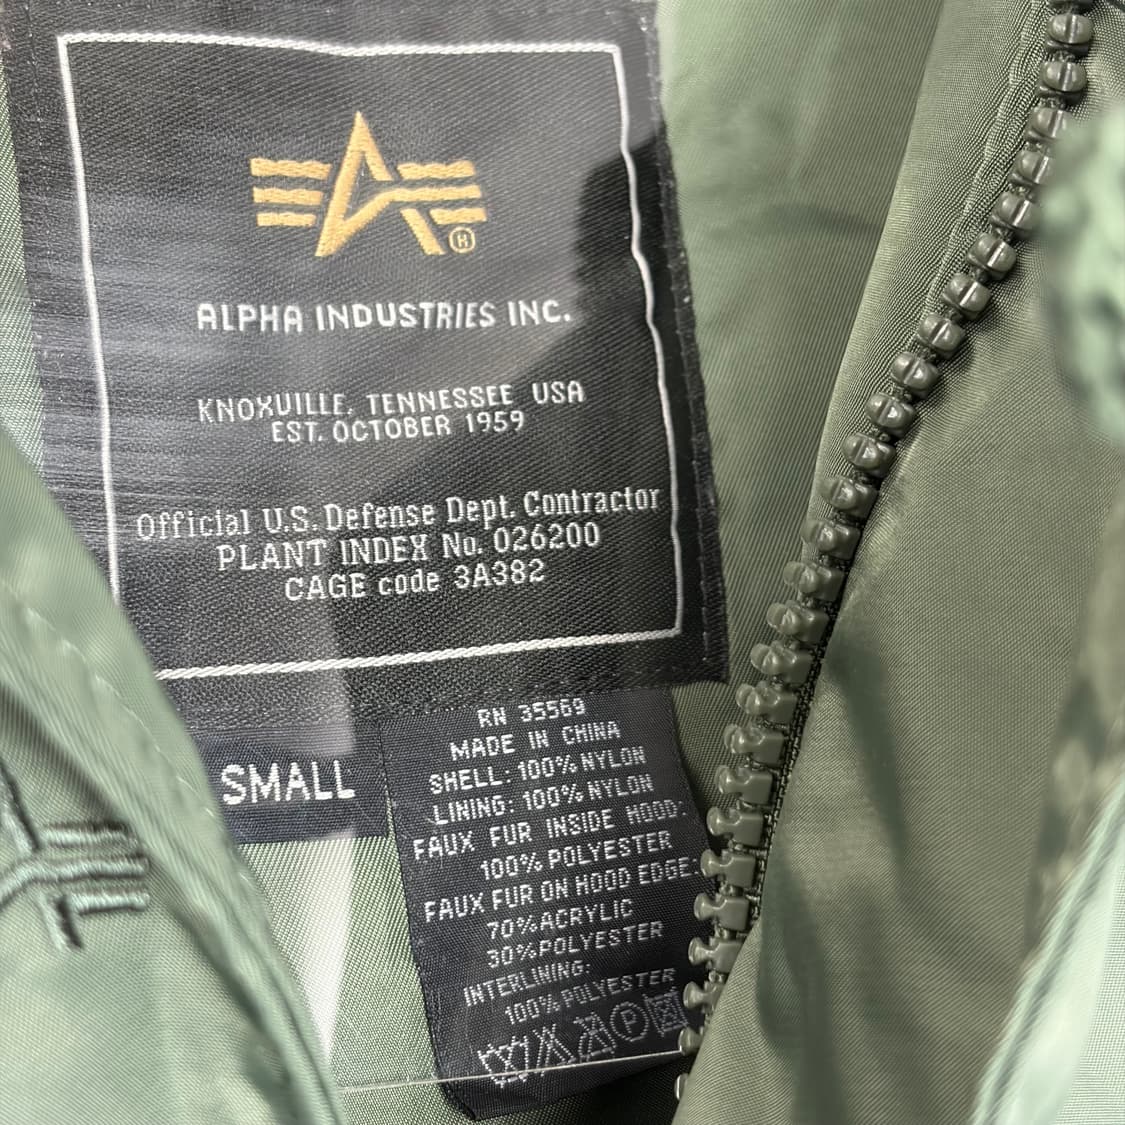 ALPHA INDUSTRIES INC.
KNOXVILLE, TENNESSEE USA
EST. OCTOBER 1959
Official U.S. Defense Dept. Contractor
PLANT INDEX No. 026200
CAGE code 3A382
SMALL
RN 35569
MADE IN CHINA
SHELL: 100% NYLON
LINING: 100% NYLON
FAUX FUR INSIDE HOOD:
100% POLYESTER
FAUX FUR ON HOOD EDGE:
70% ACRYLIC
30% POLYESTER
INTERLINING:
100% POLYESTER
P